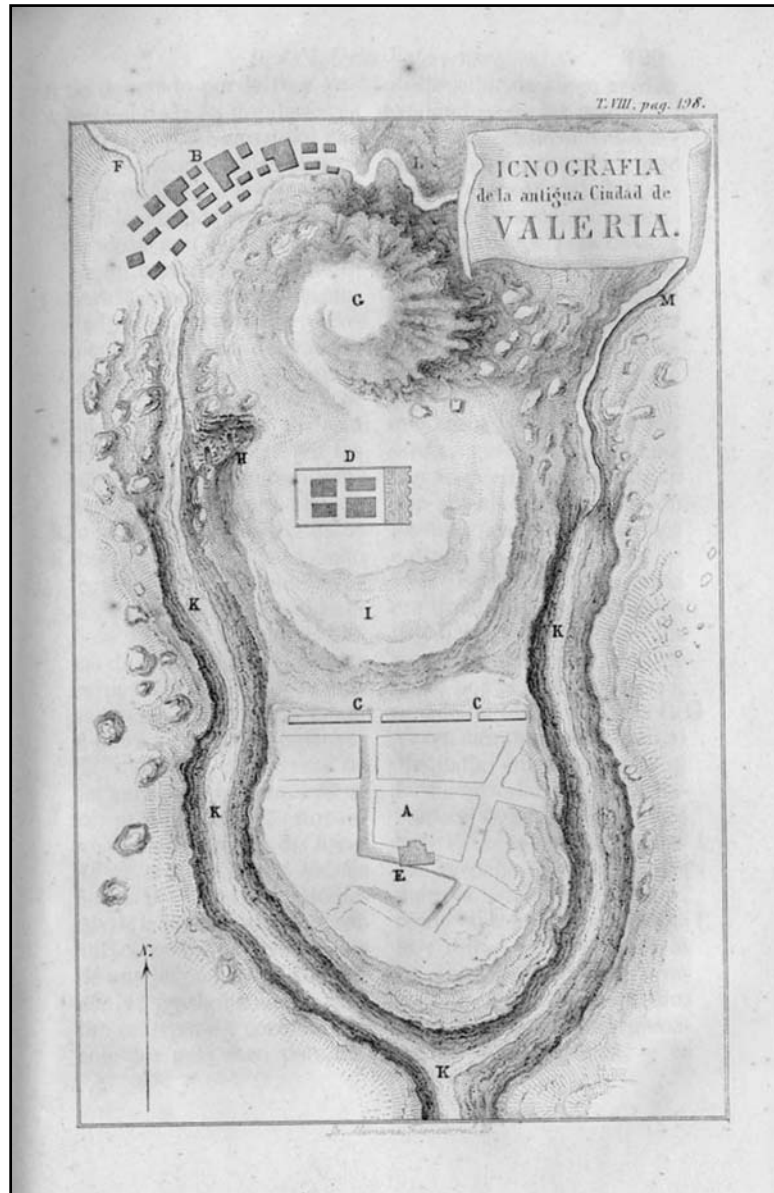 T. VIII, pag. 198.
ICNOGRAFIA
de la antigua Ciudad de
VALERIA.
F
B
L
G
M
H
D
K
I
K
C
C
K
A
E
N.
K